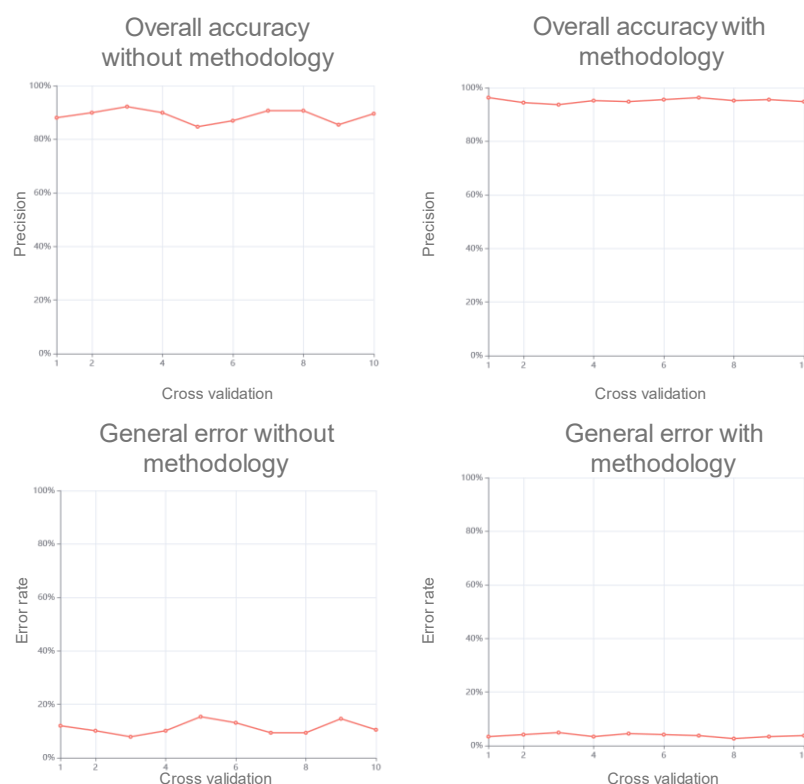 Overall accuracy
without methodology
100%
80%
60%
40%
20%
0%
Precision
1 2 4 6 8 10
Cross validation
Overall accuracy with
methodology
100%
80%
60%
40%
20%
0%
Precision
1 2 4 6 8 1
Cross validation
General error without
methodology
100%
80%
60%
40%
20%
0%
Error rate
1 2 4 6 8 10
Cross validation
General error with
methodology
100%
80%
60%
40%
20%
0%
Error rate
1 2 4 6 8 1
Cross validation